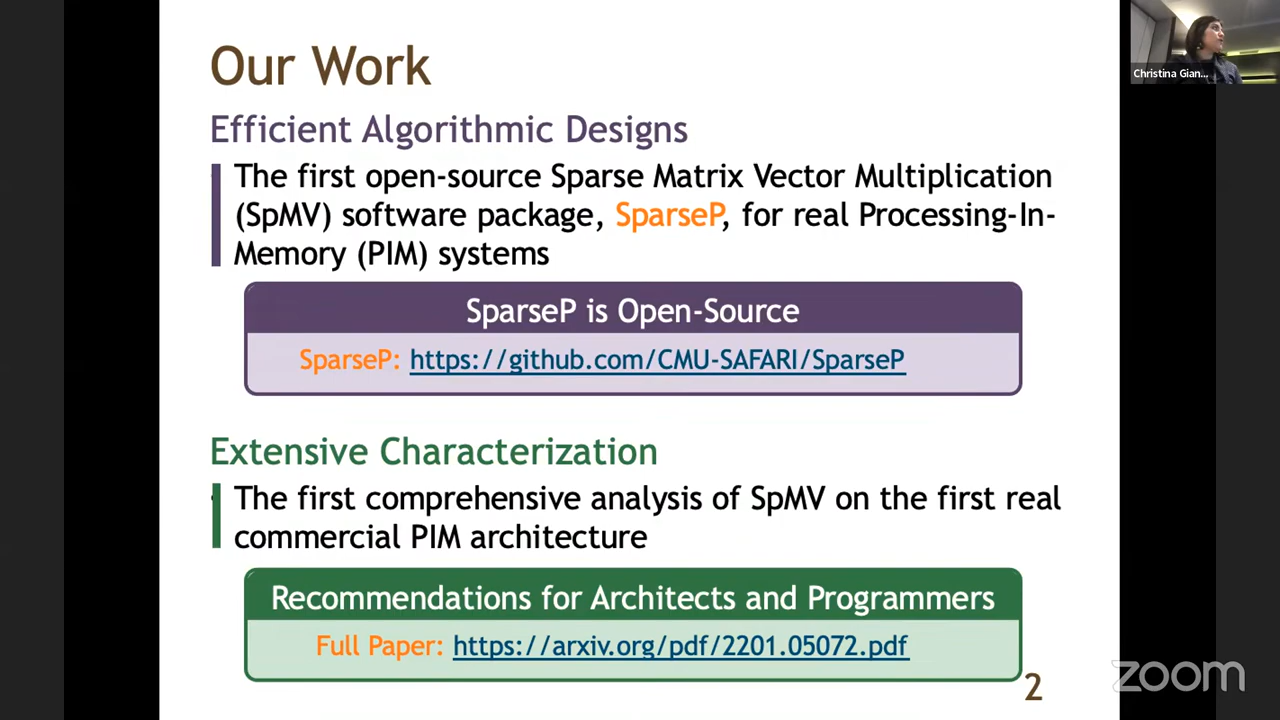 Our Work
Efficient Algorithmic Designs
The first open-source Sparse Matrix Vector Multiplication
(SpMV) software package, SparseP, for real Processing-In-
Memory (PIM) systems
SparseP is Open-Source
SparseP: https://github.com/CMU-SAFARI/SparseP
Extensive Characterization
The first comprehensive analysis of SpMV on the first real
commercial PIM architecture
Recommendations for Architects and Programmers
Full Paper: https://arxiv.org/pdf/2201.05072.pdf
2
Christina Gian...
zoom